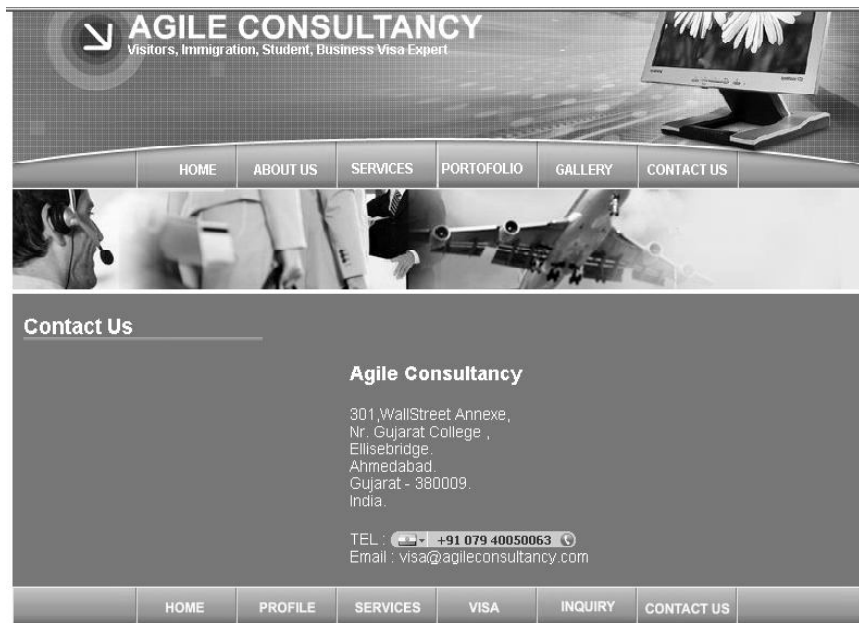 AGILE CONSULTANCY
Visitors, Immigration, Student, Business Visa Expert
HOME ABOUT US SERVICES PORTOFOLIO GALLERY CONTACT US
Contact Us
Agile Consultancy
301,WallStreet Annexe,
Nr. Gujarat College ,
Ellisebridge.
Ahmedabad.
Gujarat - 380009.
India.
TEL : +91 079 40050063
Email : visa@agileconsultancy.com
HOME PROFILE SERVICES VISA INQUIRY CONTACT US